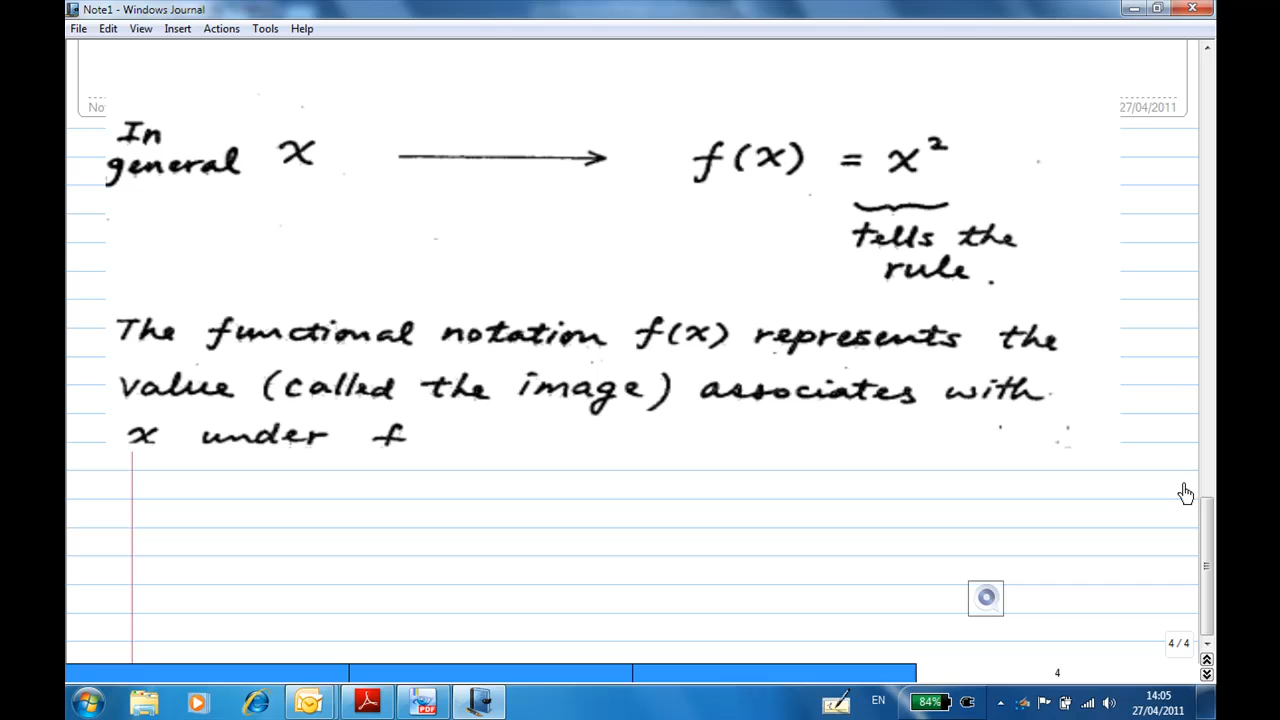 Note1 - Windows Journal
File Edit View Insert Actions Tools Help
No 27/04/2011
In
general x f(x) = x²
tells the
rule.
The functional notation f(x) represents the
value (called the image) associates with
x under f
4 / 4
4
EN 84% 14:05
27/04/2011